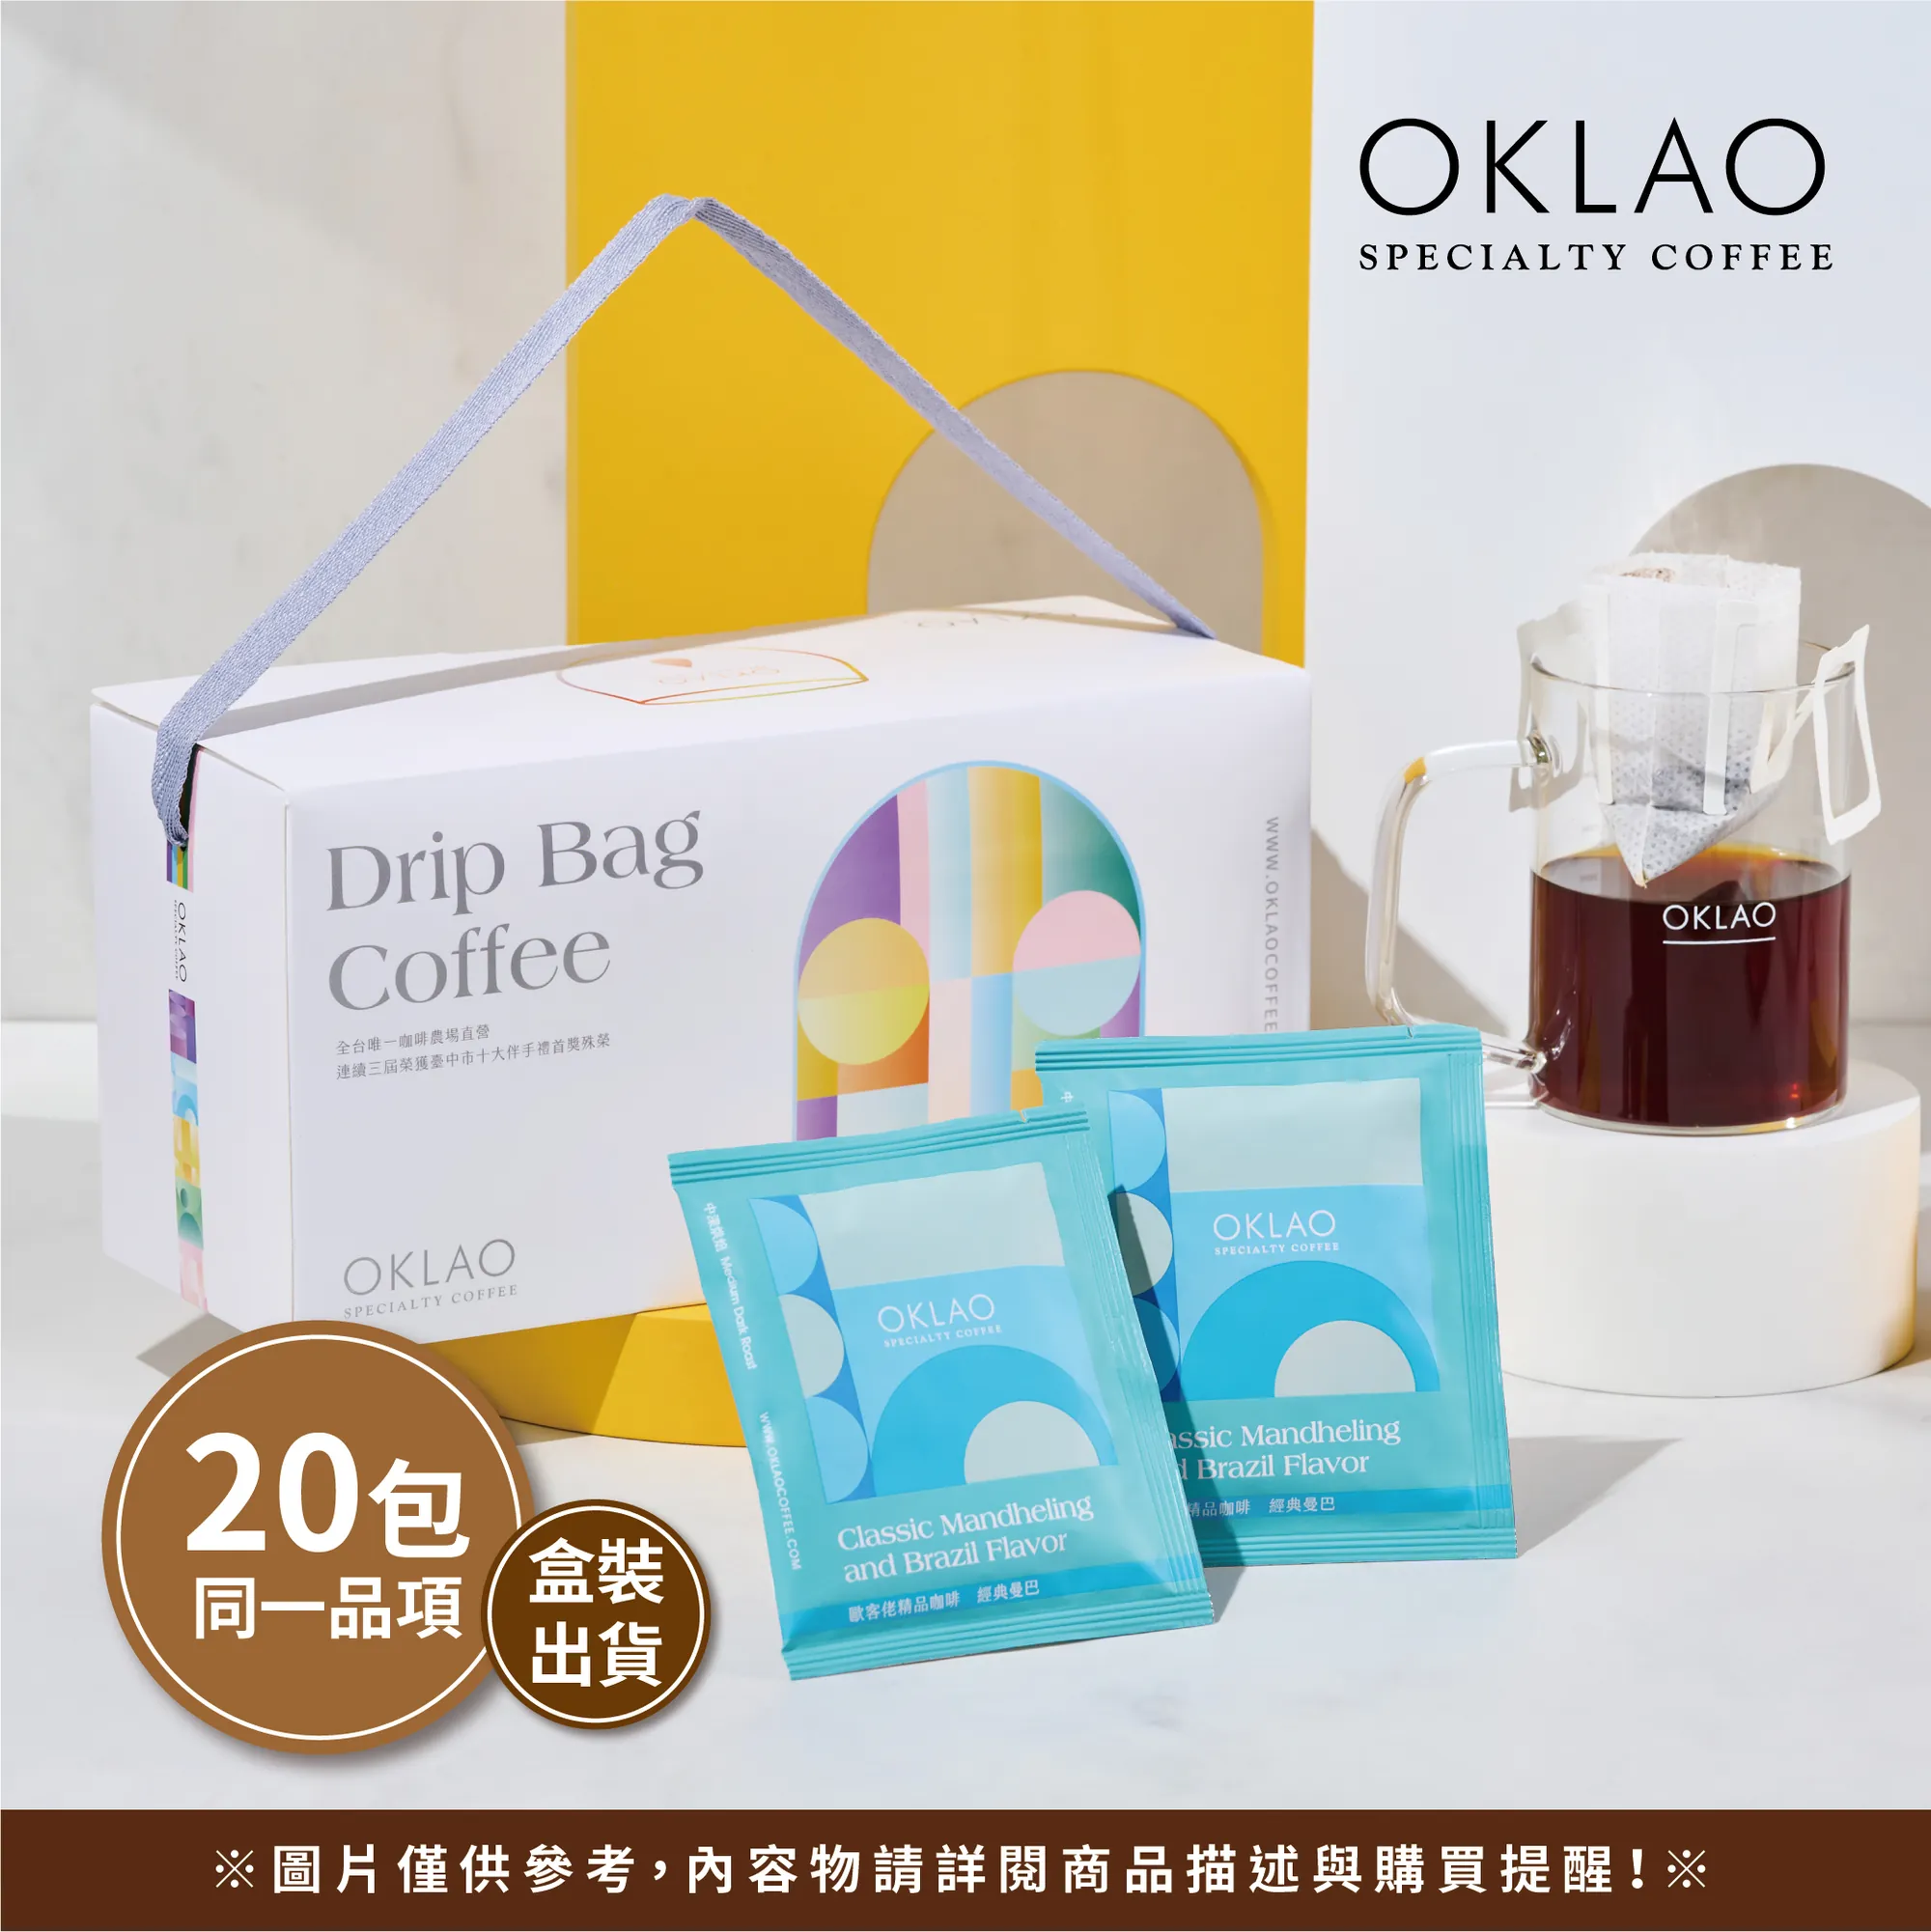 OKLAO
SPECIALTY COFFEE
Drip Bag
Coffee
全台唯一咖啡農場直營
連續三屆榮獲臺中市十大伴手禮首獎殊榮
OKLAO
SPECIALTY COFFEE
OKLAO
WWW.OKLAOCOFFEE
OKLAO
中深烘焙 Medium Dark Roast
WWW.OKLAOCOFFEE.COM
OKLAO
SPECIALTY COFFEE
Classic Mandheling
and Brazil Flavor
歐客佬精品咖啡 經典曼巴
OKLAO
SPECIALTY COFFEE
assic Mandheling
d Brazil Flavor
精品咖啡 經典曼巴
20包
同一品項
盒裝
出貨
※圖片僅供參考,內容物請詳閱商品描述與購買提醒!※